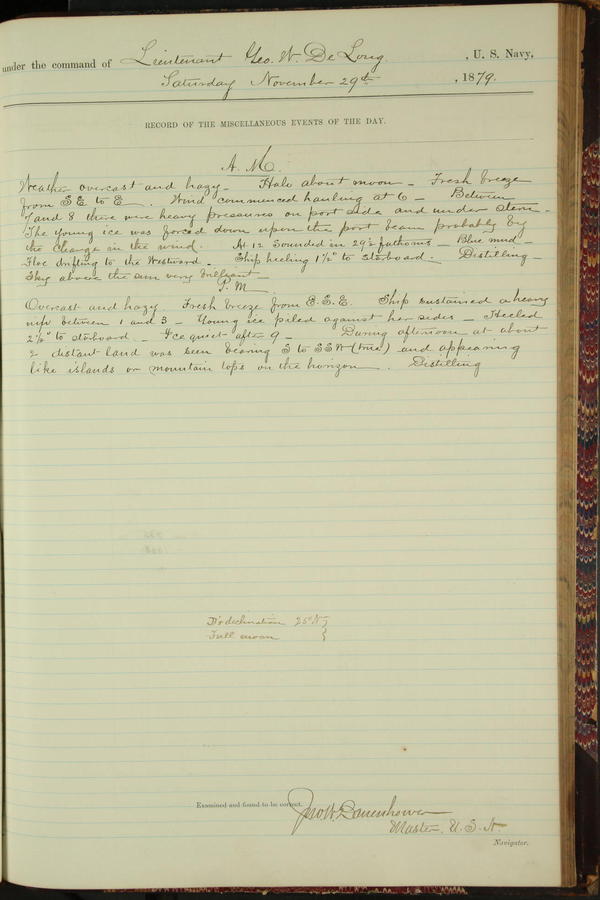 under the command of Lieutenant Geo. W. De Long, U. S. Navy,
Saturday November 29th, 1879.
RECORD OF THE MISCELLANEOUS EVENTS OF THE DAY.
A. M.
Weather overcast and hazy - Halo about moon - Fresh breeze
from SE to E. Wind commenced hauling at 6 - Between
7 and 8 there were heavy pressures on port side and under stern -
The young ice was forced down upon the port beam probably by
the change in the wind. At 12 Sounded in 29½ fathoms - Blue mud -
Floe drifting to the Westward - Ship heeling 1½° to starboard. Distilling -
Sky above the sun very brilliant -
P. M.
Overcast and hazy. Fresh breeze from E.S.E. Ship sustained a heavy
nip between 1 and 3 - Young ice piled against her sides - Heeled
2½° to starboard - Ice quiet after 9 - During afternoon at about
2 distant land was seen bearing S to SSW (true) and appearing
like islands or mountain tops on the horizon. Distilling
declination 25° N }
Full moon }
Examined and found to be correct.
Jno W. Danenhower
Master, U. S. N.
Navigator.